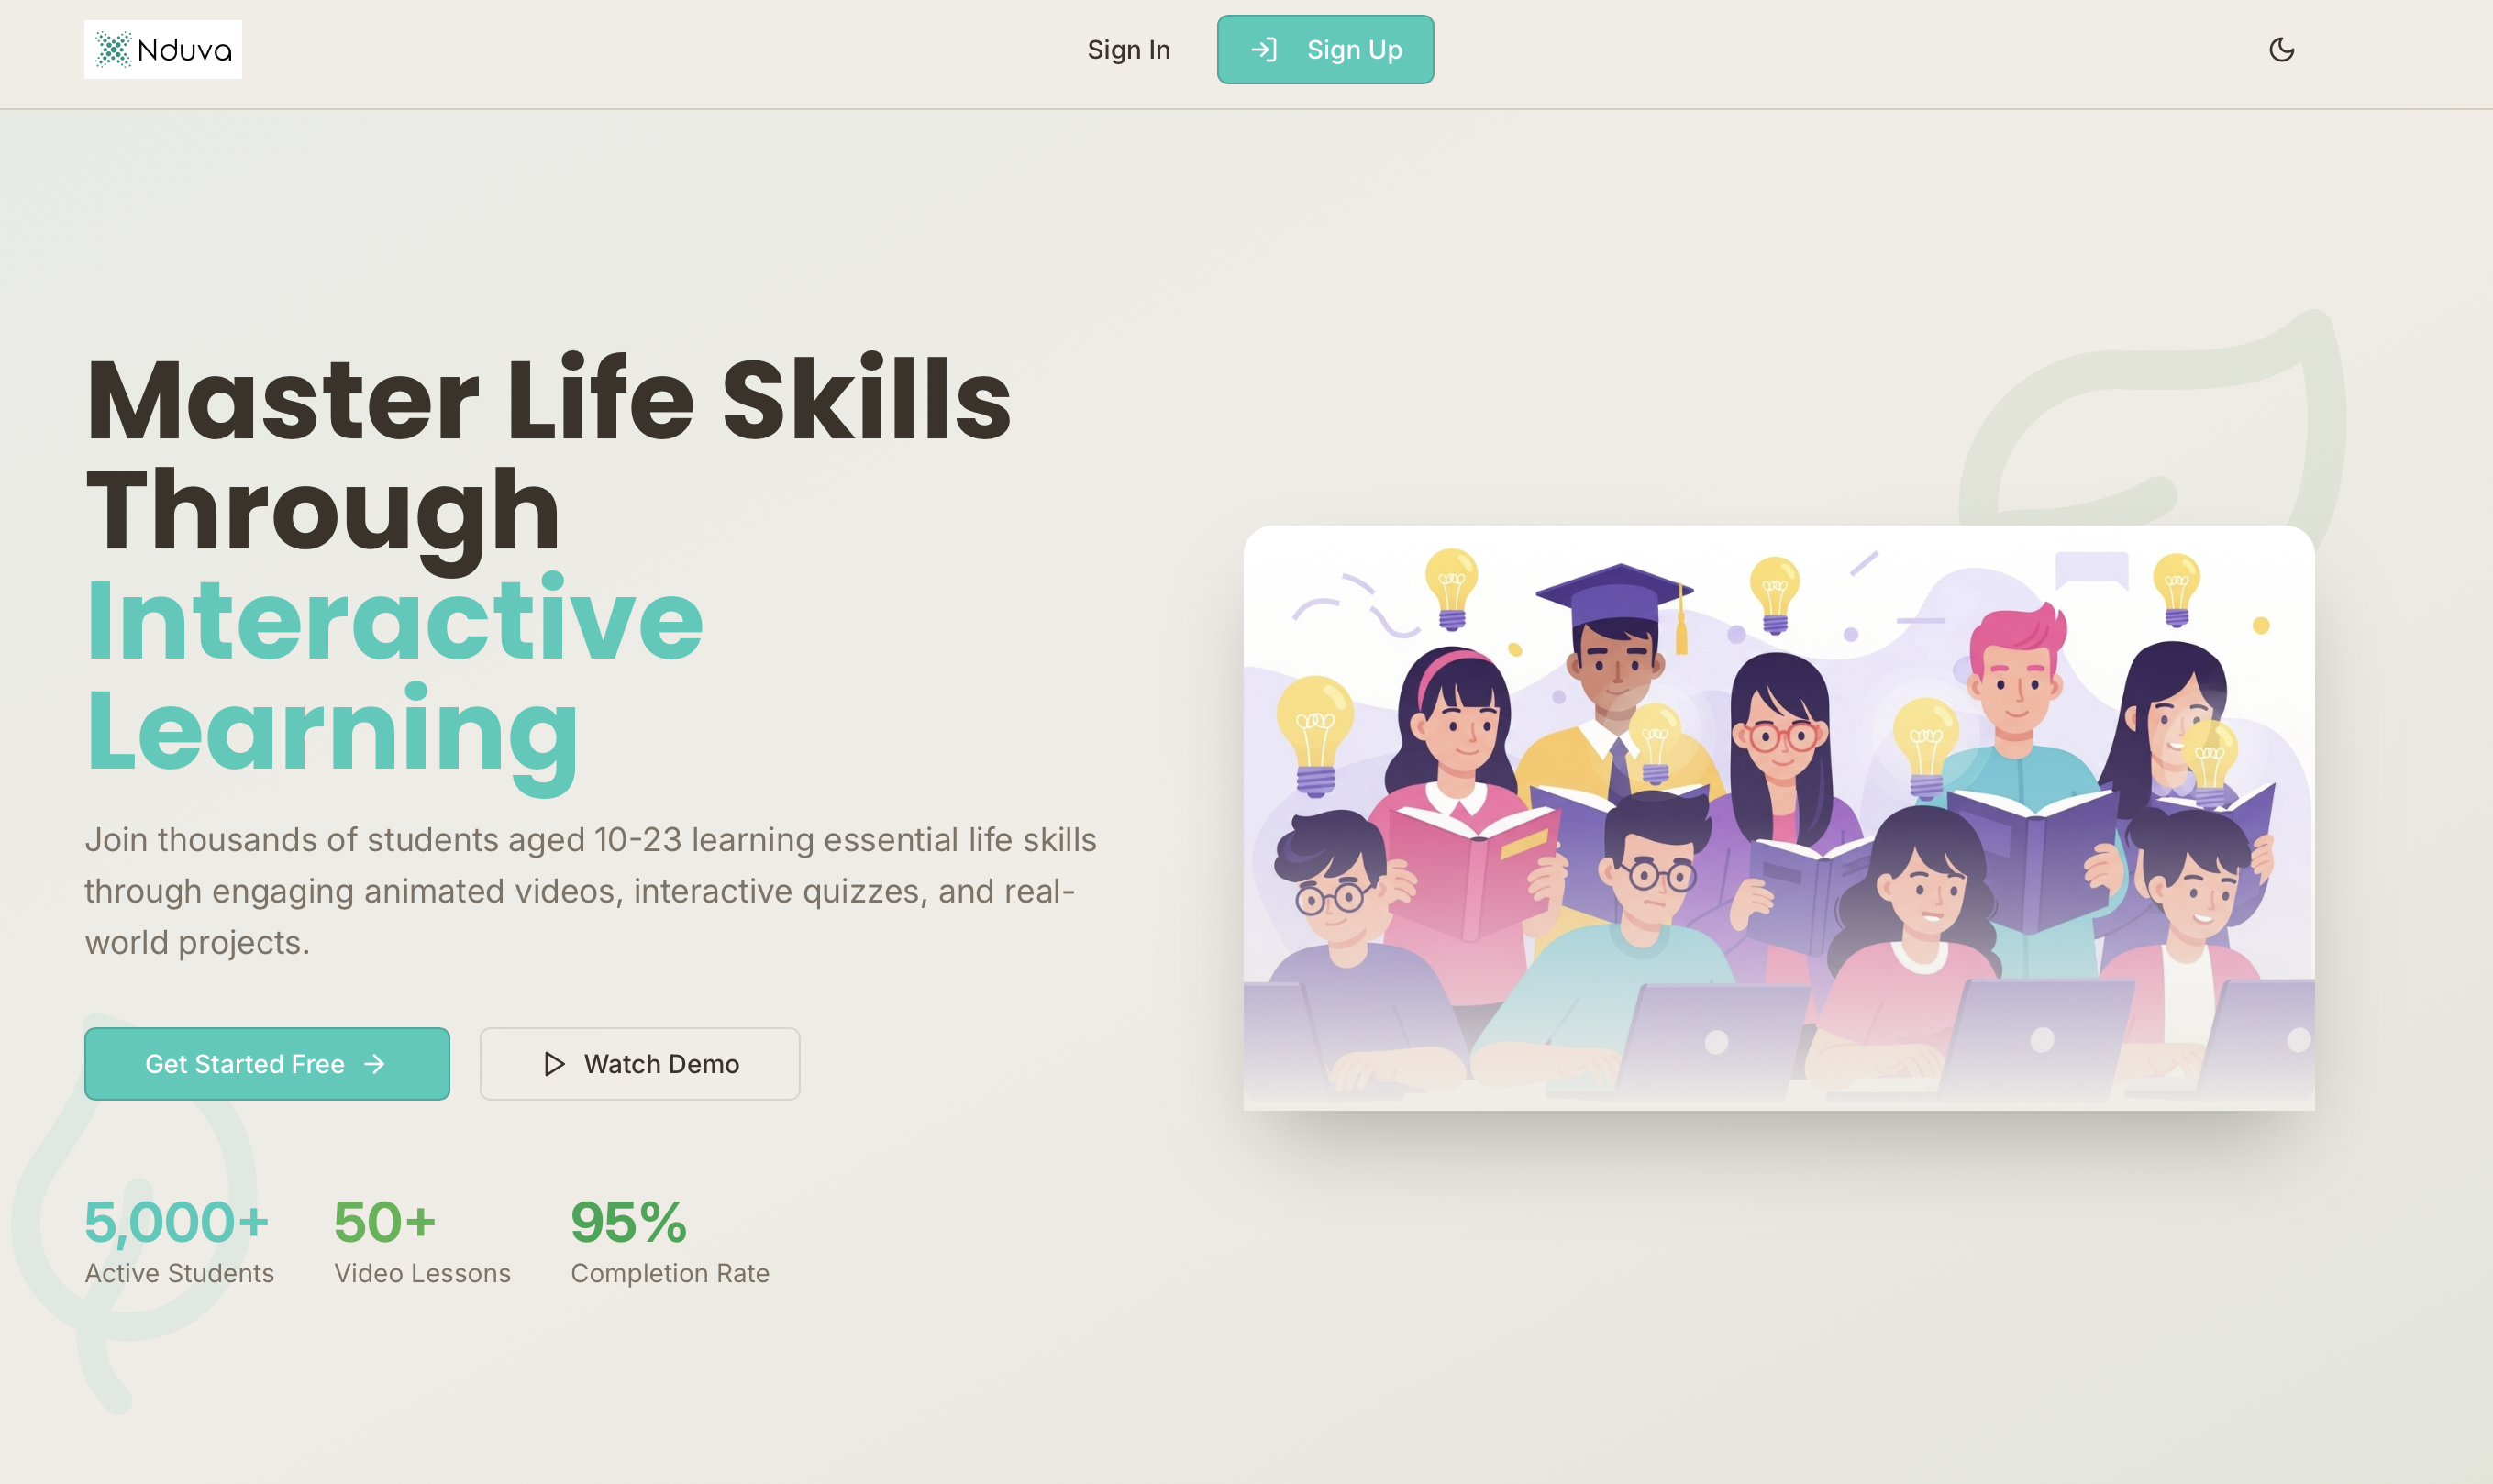 Nduva
Sign In
Sign Up
Master Life Skills
Through
Interactive
Learning
Join thousands of students aged 10-23 learning essential life skills
through engaging animated videos, interactive quizzes, and real-
world projects.
Get Started Free
Watch Demo
5,000+
50+
95%
Active Students
Video Lessons
Completion Rate